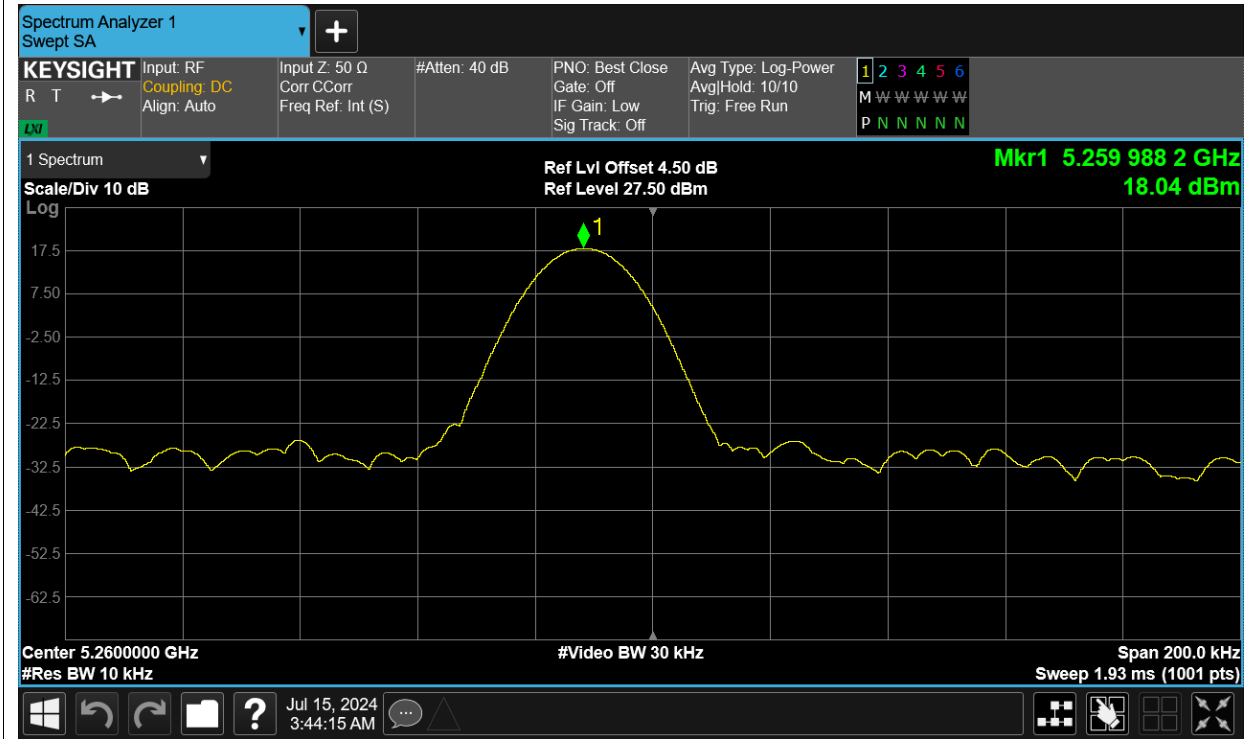 Spectrum Analyzer 1
Swept SA
KEYSIGHT
R T
LXI
Input: RF
Coupling: DC
Align: Auto
Input Z: 50 Ω
Corr CCorr
Freq Ref: Int (S)
#Atten: 40 dB
PNO: Best Close
Gate: Off
IF Gain: Low
Sig Track: Off
Avg Type: Log-Power
Avg|Hold: 10/10
Trig: Free Run
1 2 3 4 5 6
M W W W W W
P N N N N N
1 Spectrum
Scale/Div 10 dB
Log
Ref Lvl Offset 4.50 dB
Ref Level 27.50 dBm
Mkr1 5.259 988 2 GHz
18.04 dBm
1
17.5
7.50
-2.50
-12.5
-22.5
-32.5
-42.5
-52.5
-62.5
Center 5.2600000 GHz
#Res BW 10 kHz
#Video BW 30 kHz
Span 200.0 kHz
Sweep 1.93 ms (1001 pts)
?
Jul 15, 2024
3:44:15 AM